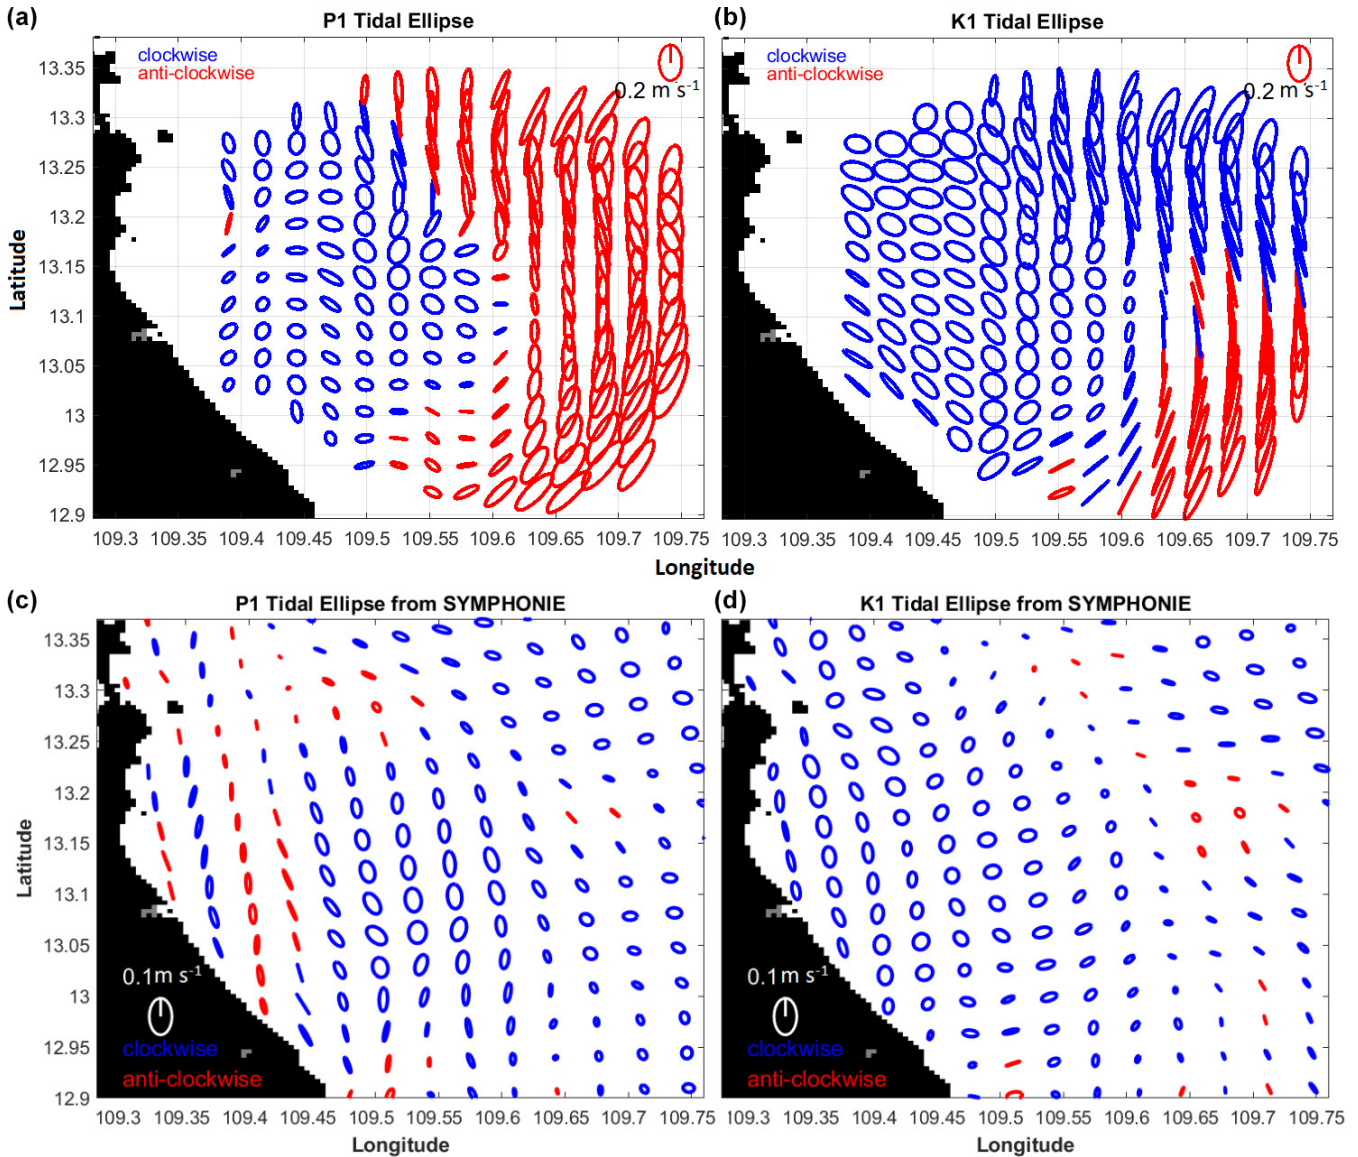 (a)
P1 Tidal Ellipse
clockwise
anti-clockwise
0.2 m s-1
13.35
13.3
13.25
13.2
13.15
13.1
13.05
13
12.95
12.9
109.3 109.35 109.4 109.45 109.5 109.55 109.6 109.65 109.7 109.75
Latitude
(b)
K1 Tidal Ellipse
clockwise
anti-clockwise
0.2 m s-1
109.3 109.35 109.4 109.45 109.5 109.55 109.6 109.65 109.7 109.75
Longitude
(c)
P1 Tidal Ellipse from SYMPHONIE
13.35
13.3
13.25
13.2
13.15
13.1
13.05
13
12.95
12.9
Latitude
0.1m s-1
clockwise
anti-clockwise
109.3 109.35 109.4 109.45 109.5 109.55 109.6 109.65 109.7 109.75
Longitude
(d)
K1 Tidal Ellipse from SYMPHONIE
0.1m s-1
clockwise
anti-clockwise
109.3 109.35 109.4 109.45 109.5 109.55 109.6 109.65 109.7 109.75
Longitude